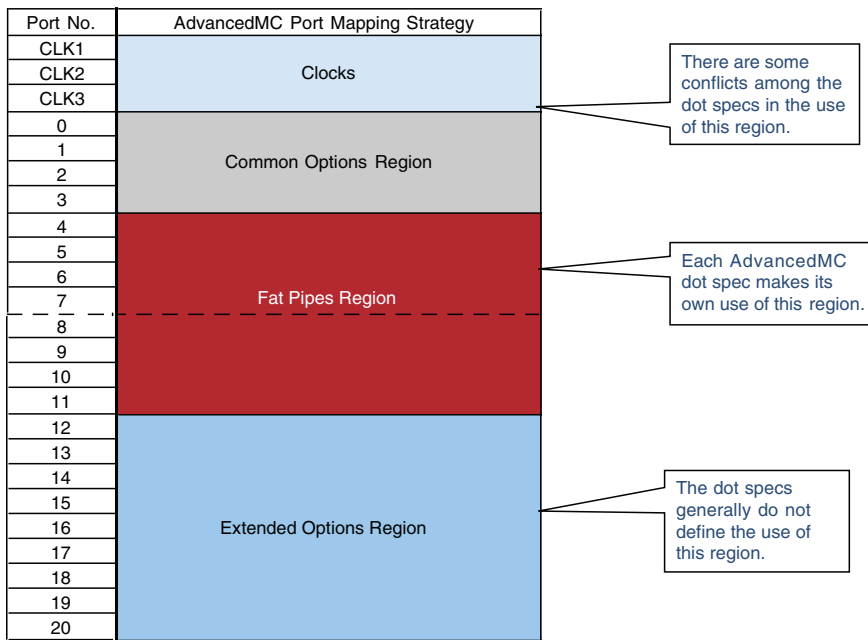 Port No. AdvancedMC Port Mapping Strategy
CLK1
CLK2
CLK3
Clocks
There are some
conflicts among the
dot specs in the use
of this region.
0
1
2
3
Common Options Region
4
5
6
7
8
9
10
11
Fat Pipes Region
Each AdvancedMC
dot spec makes its
own use of this region.
12
13
14
15
16
17
18
19
20
Extended Options Region
The dot specs
generally do not
define the use of
this region.